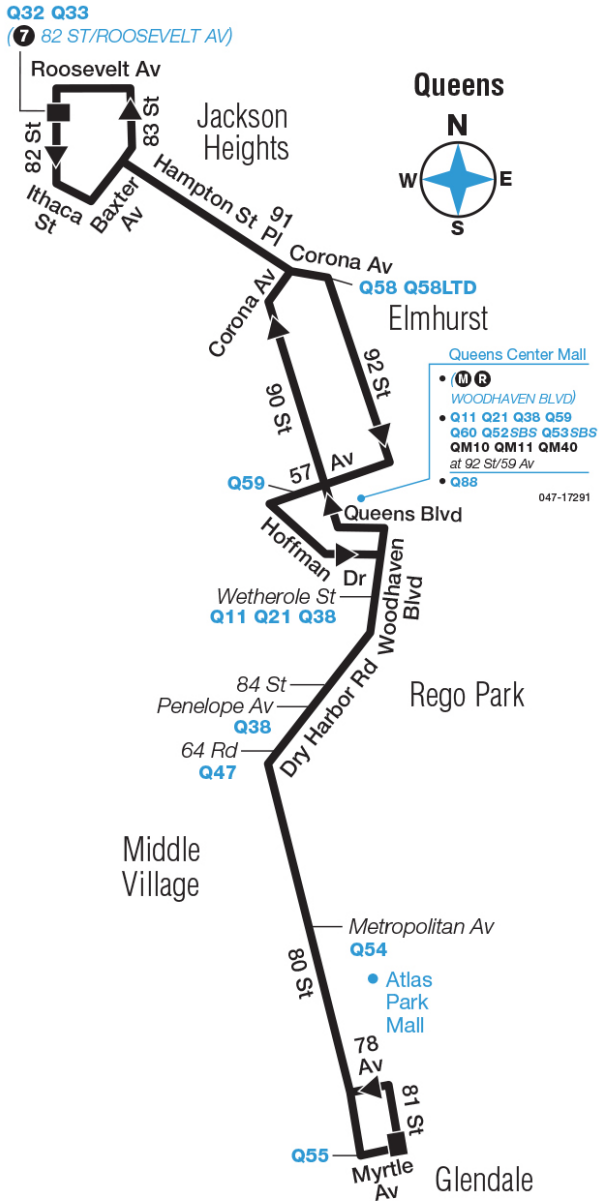 Q32 Q33
(7 82 ST/ROOSEVELT AV)
Roosevelt Av
82 St
83 St
Ithaca
St
Baxter
Av
Jackson
Heights
Queens
N
W
E
S
Hampton St
91
Pl
Corona Av
Corona Av
Q58 Q58LTD
Elmhurst
92 St
90 St
Queens Center Mall
• (M R
WOODHAVEN BLVD)
• Q11 Q21 Q38 Q59
Q60 Q52SBS Q53SBS
QM10 QM11 QM40
at 92 St/59 Av
• Q88
047-17291
57 Av
Q59
Queens Blvd
Hoffman
Dr
Woodhaven
Blvd
Wetherole St
Q11 Q21 Q38
84 St
Penelope Av
Q38
64 Rd
Q47
Dry Harbor Rd
Rego Park
Middle
Village
Metropolitan Av
Q54
80 St
• Atlas
Park
Mall
78
Av
81 St
Q55
Myrtle
Av
Glendale